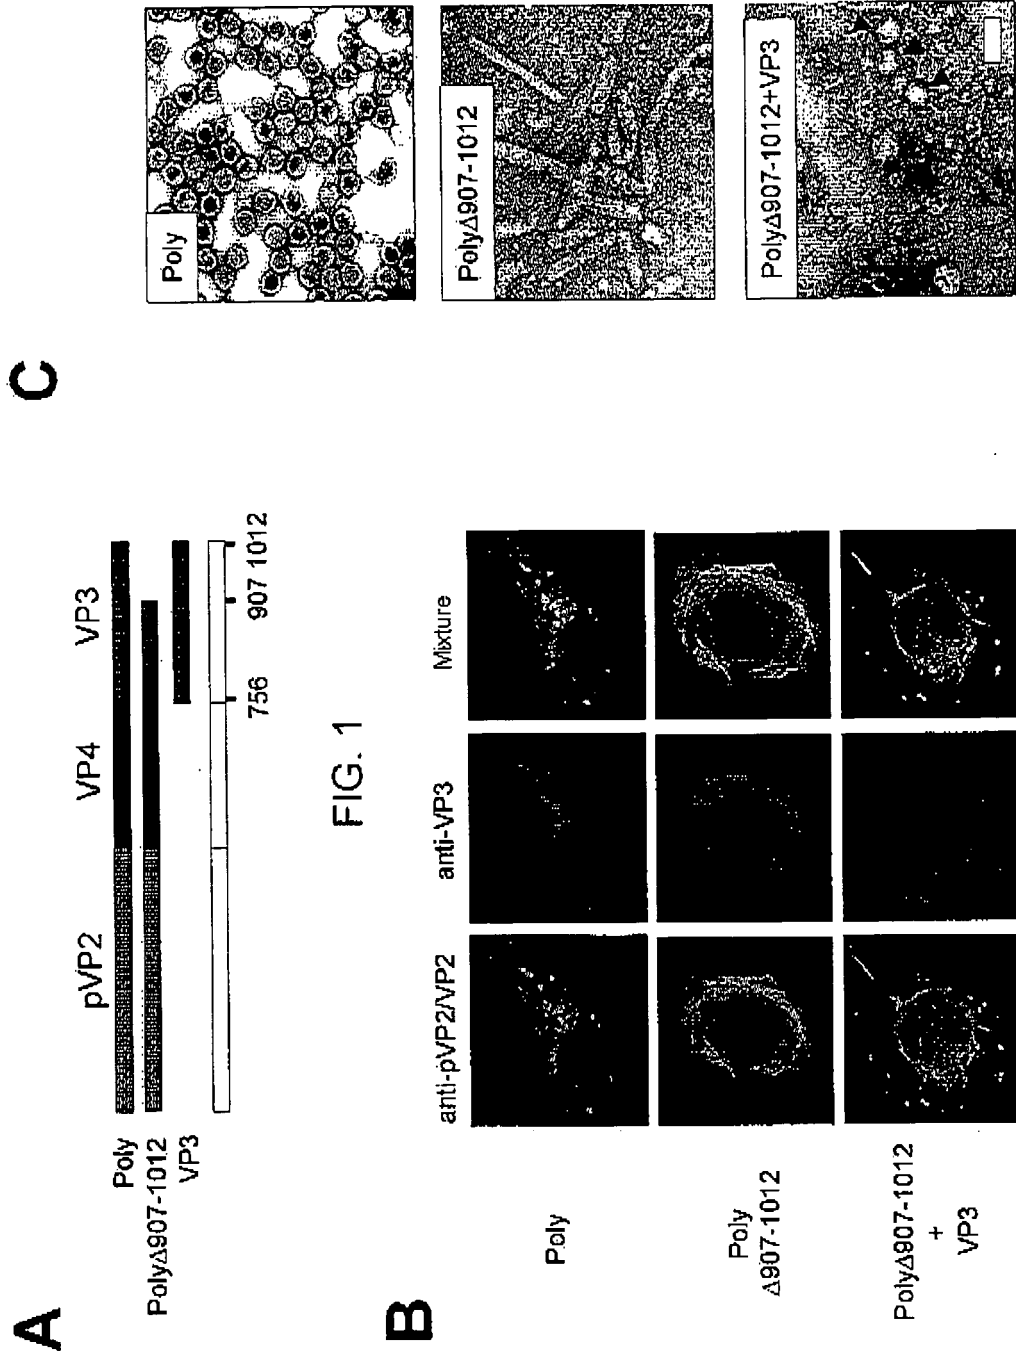 A
pVP2 VP4 VP3
Poly
PolyΔ907-1012
VP3
756 907 1012
FIG. 1
B
anti-pVP2/VP2 anti-VP3 Mixture
Poly
Poly
Δ907-1012
PolyΔ907-1012
+
VP3
C
Poly
PolyΔ907-1012
PolyΔ907-1012+VP3